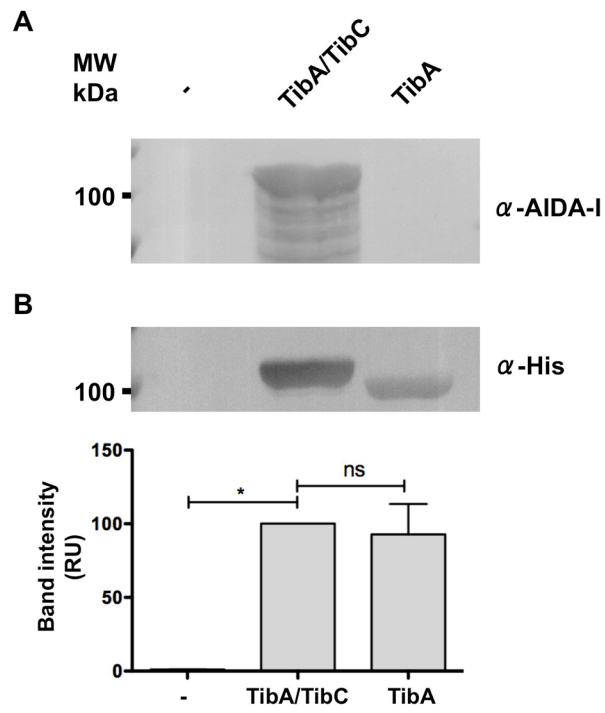 A
MW
kDa
-
TibA/TibC
TibA
100
α-AIDA-I
B
100
α-His
150
*
ns
100
50
0
Band intensity
(RU)
-
TibA/TibC
TibA